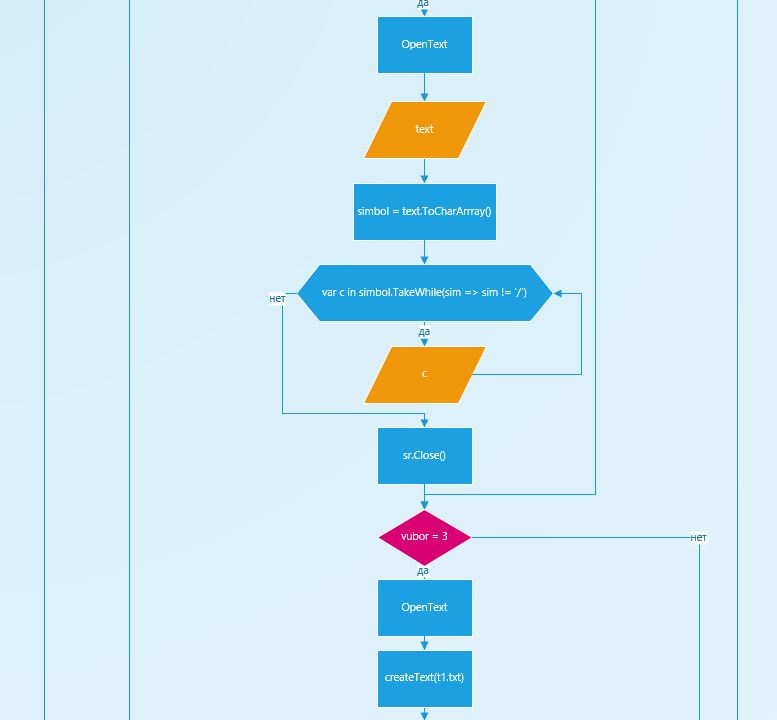 да
OpenText
text
simbol = text.ToCharArrray()
var c in simbol.TakeWhile(sim => sim != '/')
нет
да
c
sr.Close()
vubor = 3
нет
да
OpenText
createText(t1.txt)